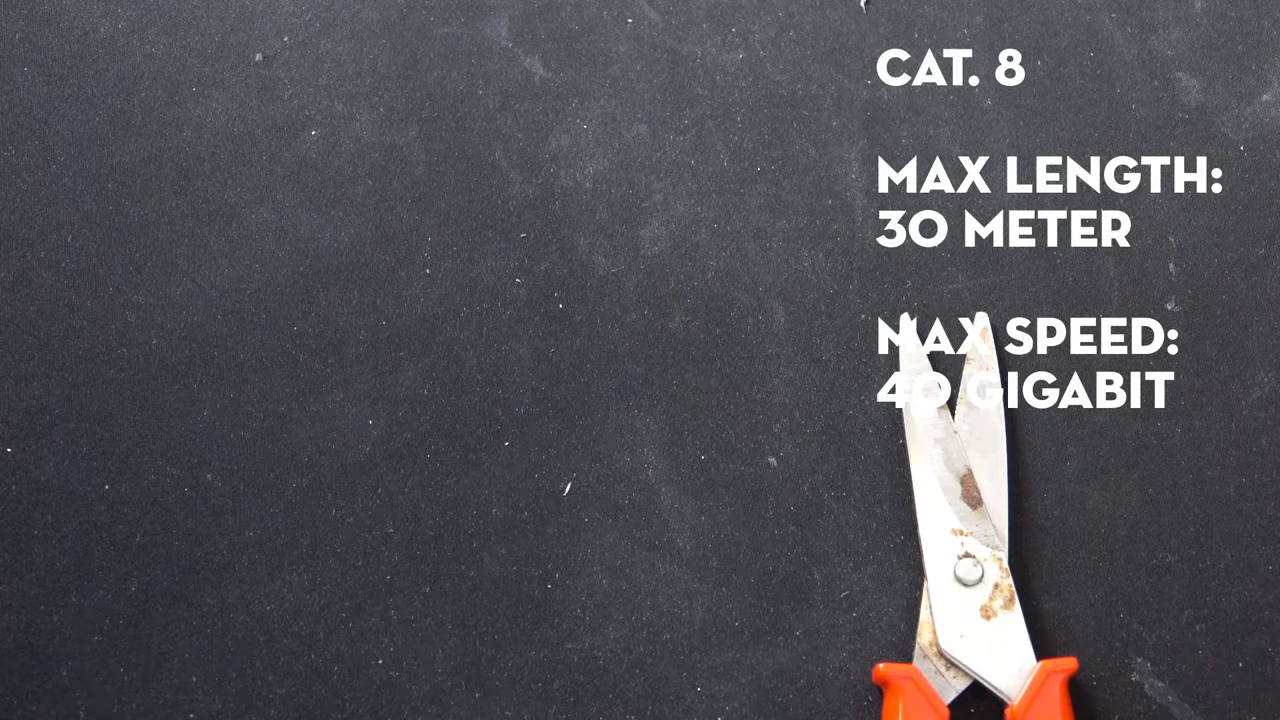 CAT. 8
MAX LENGTH:
30 METER
MAX SPEED:
40 GIGABIT